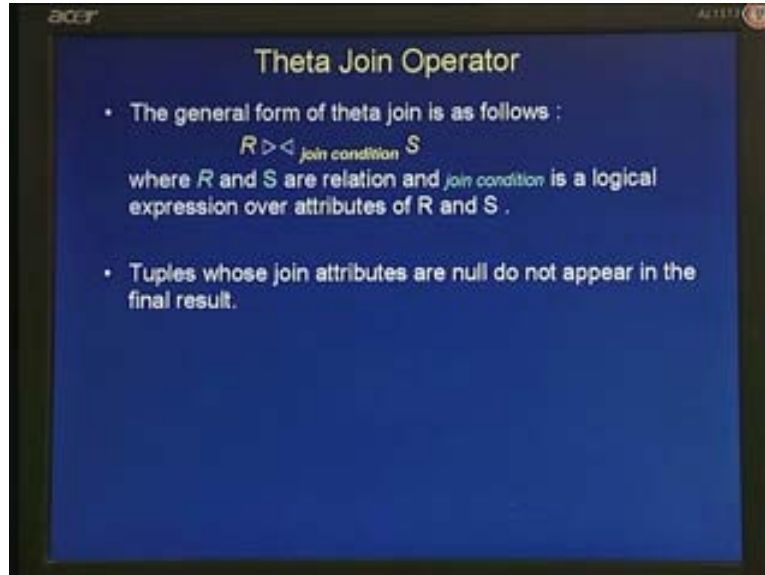 acer
Theta Join Operator
• The general form of theta join is as follows :
R ▷◁ join condition S
where R and S are relation and join condition is a logical
expression over attributes of R and S .
• Tuples whose join attributes are null do not appear in the
final result.